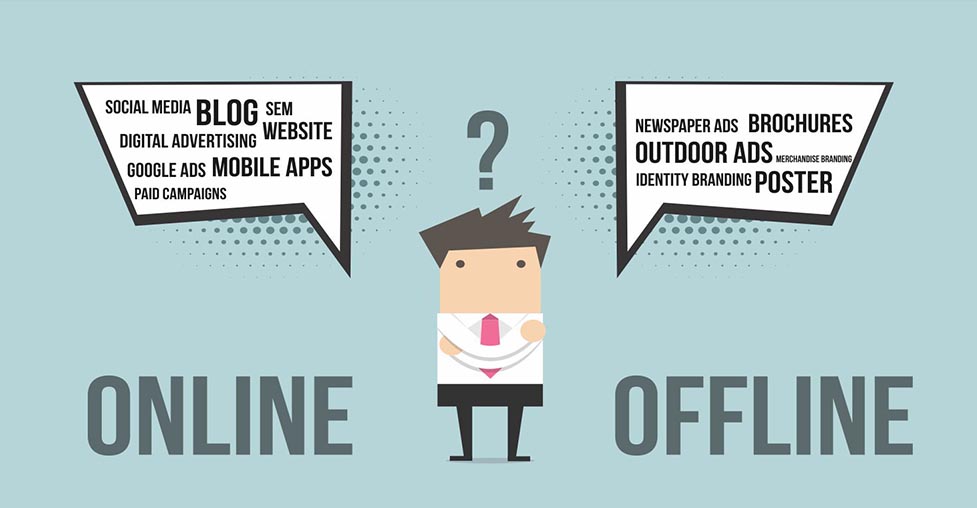 SOCIAL MEDIA BLOG SEM
DIGITAL ADVERTISING WEBSITE
GOOGLE ADS MOBILE APPS
PAID CAMPAIGNS
?
NEWSPAPER ADS BROCHURES
OUTDOOR ADS MERCHANDISE BRANDING
IDENTITY BRANDING POSTER
ONLINE
OFFLINE